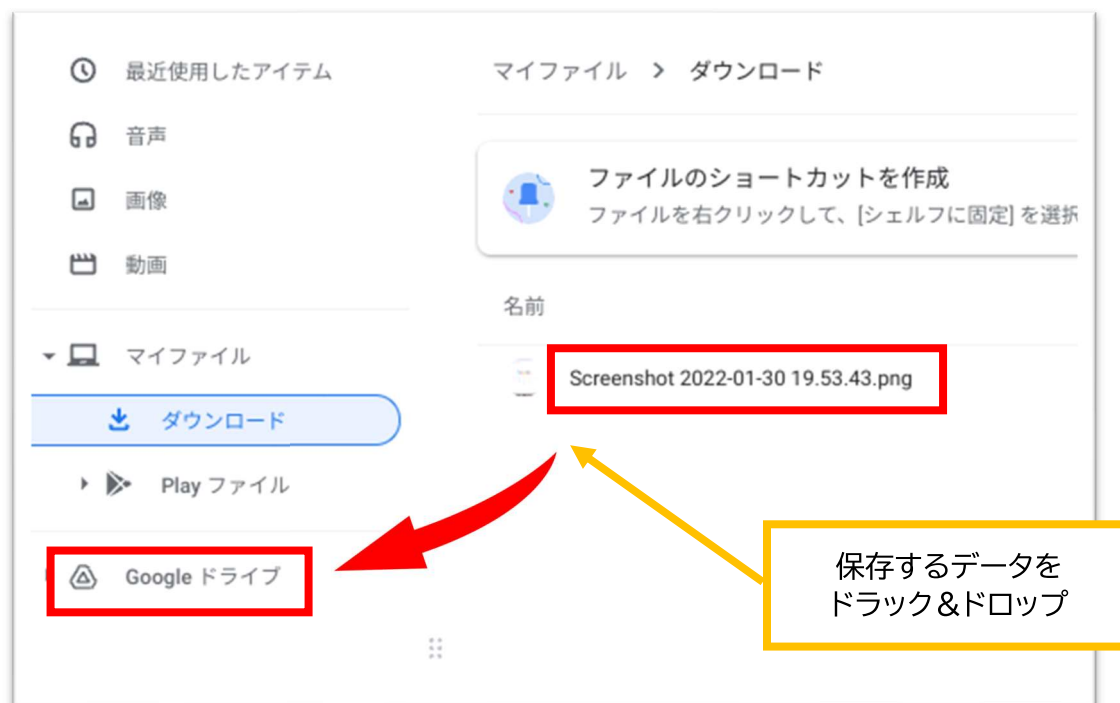 最近使用したアイテム
音声
画像
動画
マイファイル
ダウンロード
Play ファイル
Google ドライブ
マイファイル > ダウンロード
ファイルのショートカットを作成
ファイルを右クリックして、[シェルフに固定] を選択
名前
Screenshot 2022-01-30 19.53.43.png
保存するデータを
ドラック＆ドロップ